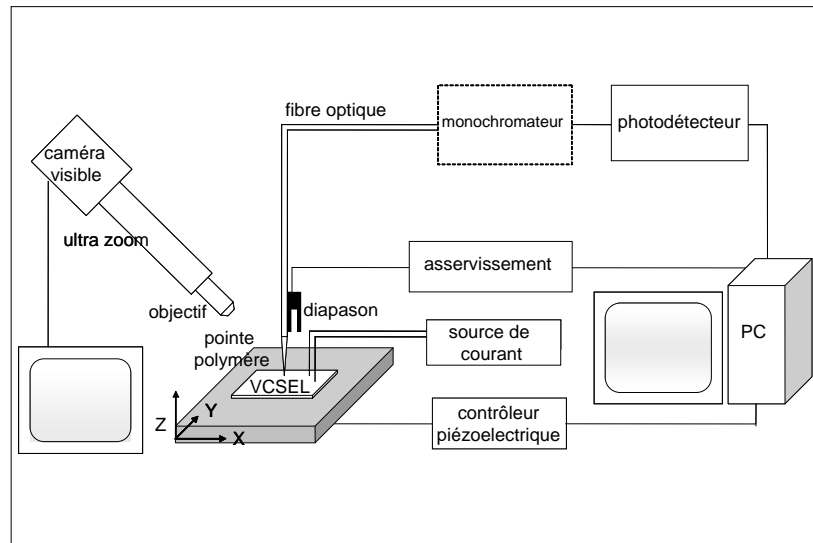 fibre optique
monochromateur
photodétecteur
caméra
visible
ultra zoom
asservissement
objectif
diapason
pointe
polymère
source de
courant
PC
VCSEL
Z
Y
X
contrôleur
piézoelectrique